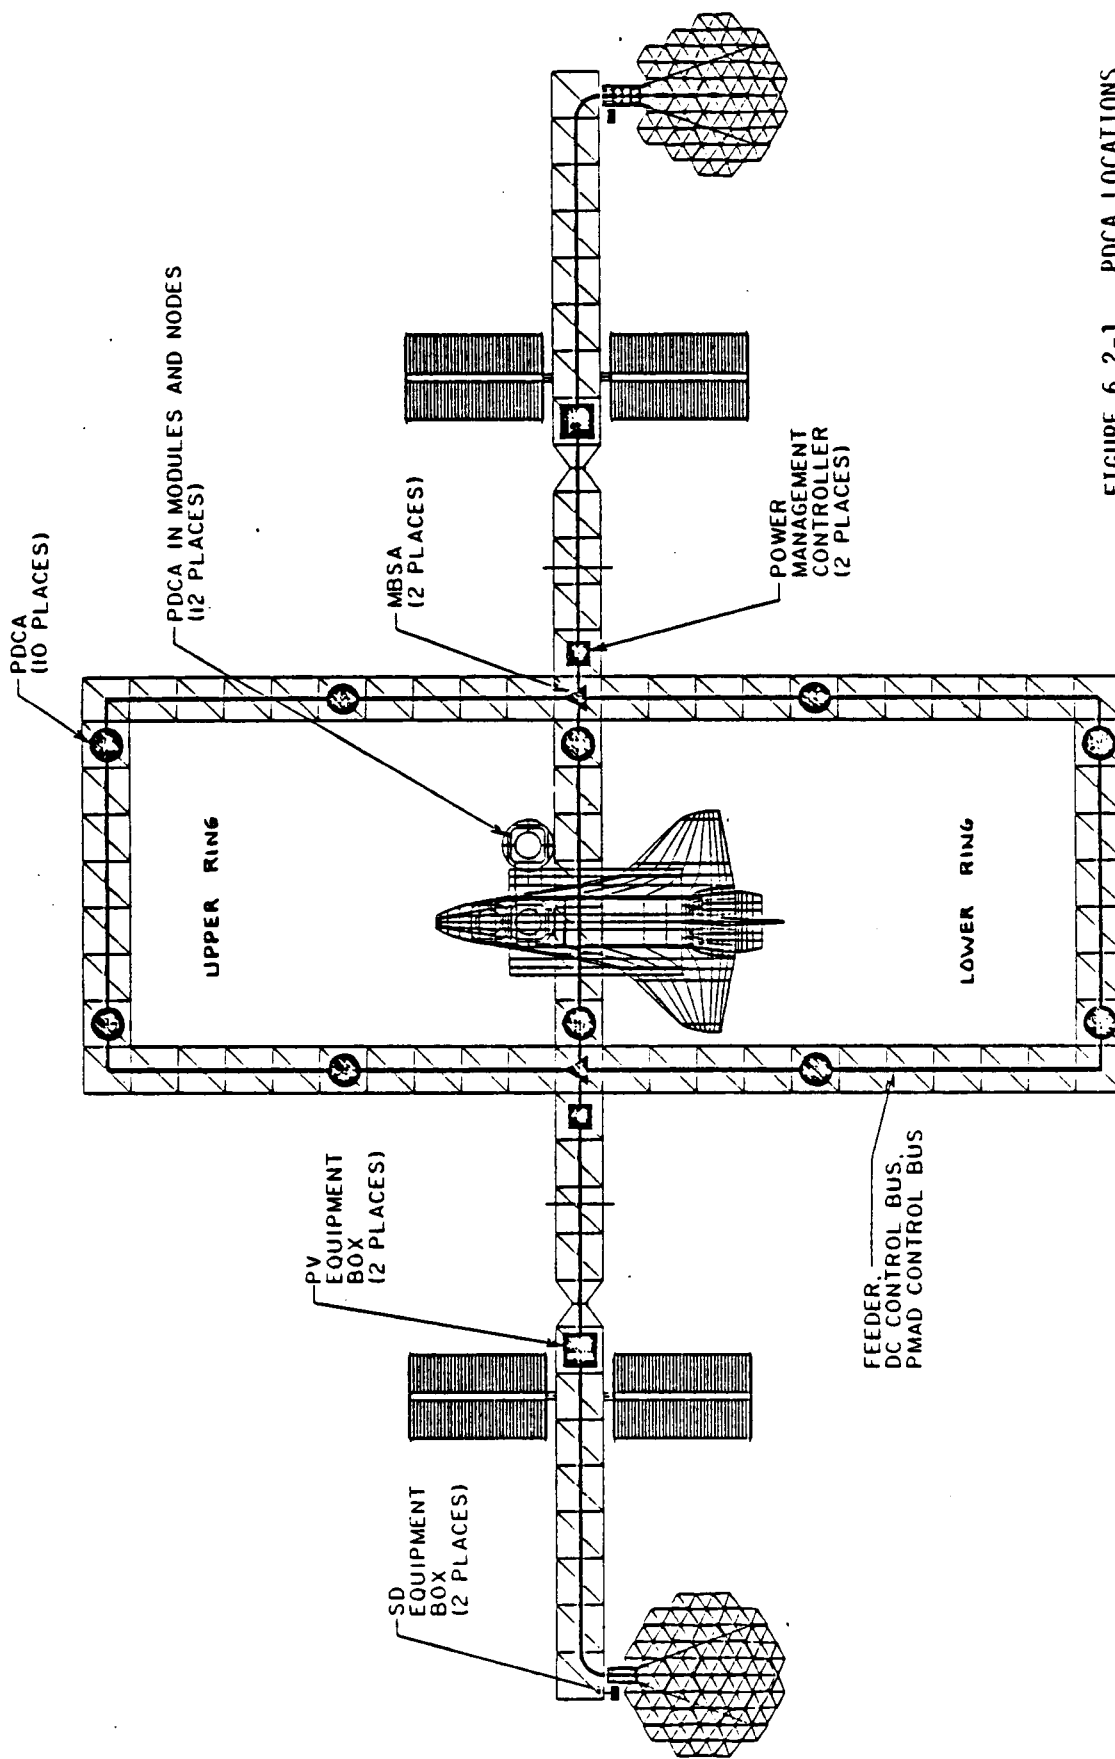 PDCA
(10 PLACES)
PDCA IN MODULES AND NODES
(12 PLACES)
MBSA
(2 PLACES)
POWER
MANAGEMENT
CONTROLLER
(2 PLACES)
UPPER RING
LOWER RING
PV
EQUIPMENT
BOX
(2 PLACES)
SD
EQUIPMENT
BOX
(2 PLACES)
FEEDER,
DC CONTROL BUS,
PMAD CONTROL BUS
FIGURE 6.2-1 PDCA LOCATIONS